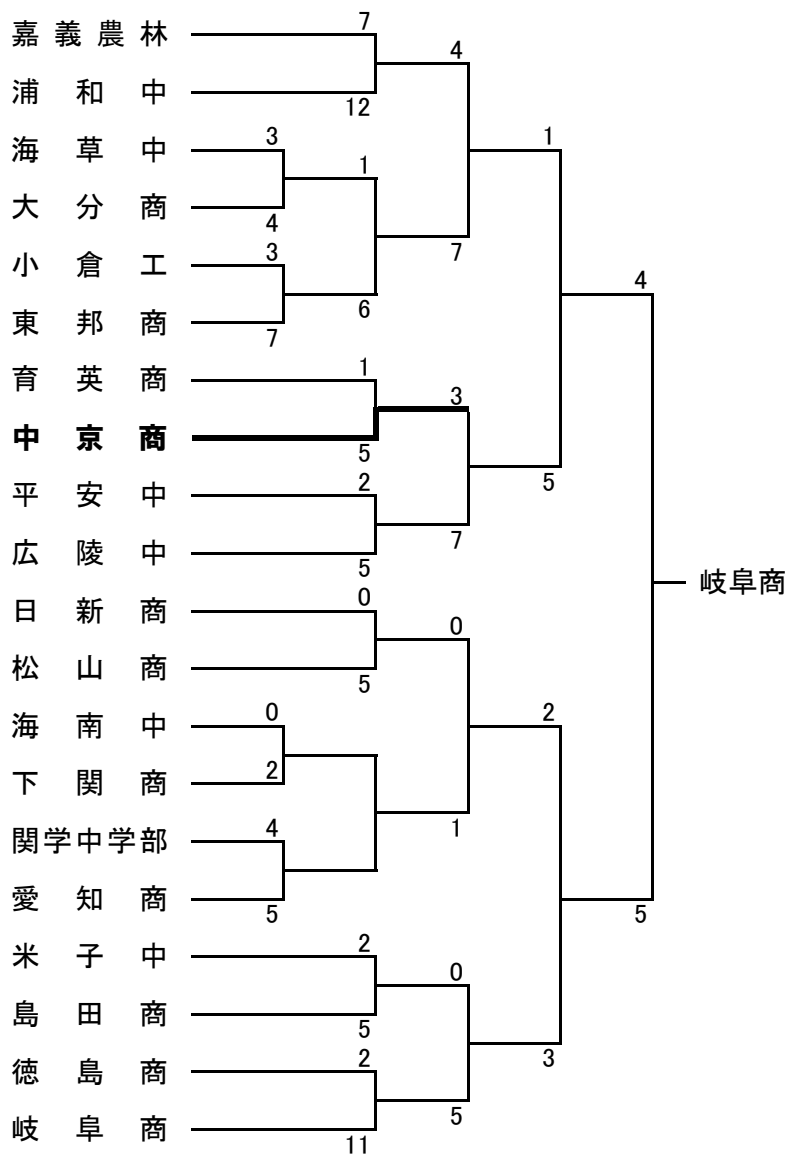 7
嘉義農林
4
浦和中
12
3
1
海草中
1
大分商
4
3
7
小倉工
4
6
東邦商
7
1
育英商
3
中京商
5
2
5
平安中
7
広陵中
5
0
岐阜商
日新商
0
松山商
5
0
2
海南中
2
下関商
4
1
関学中学部
愛知商
5
5
2
米子中
0
島田商
5
2
3
徳島商
5
岐阜商
11